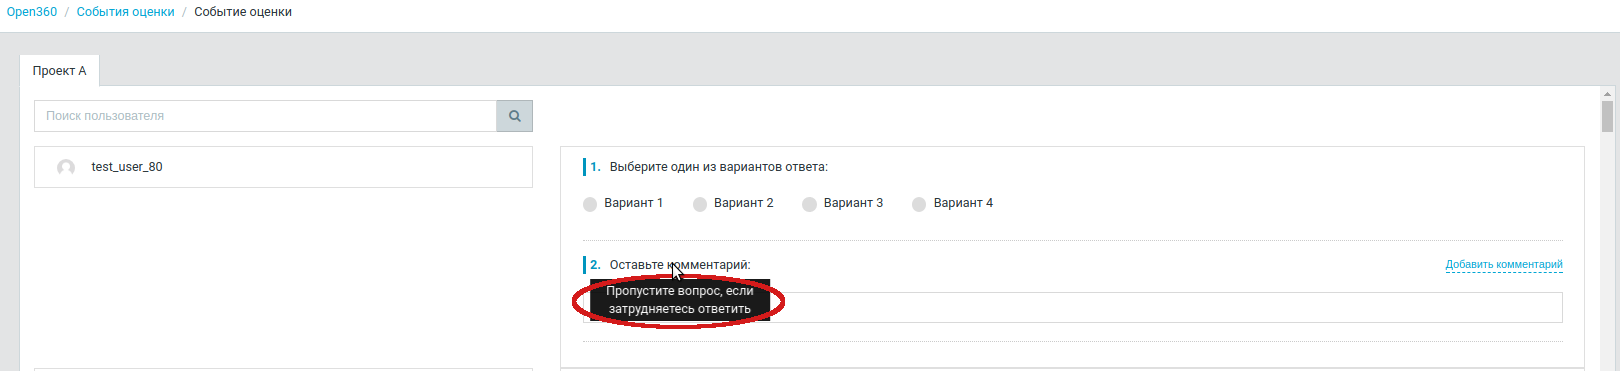 Open360 / События оценки / Событие оценки
Проект А
Поиск пользователя
test_user_80
1. Выберите один из вариантов ответа:
Вариант 1 Вариант 2 Вариант 3 Вариант 4
2. Оставьте комментарий:
Добавить комментарий
Пропустите вопрос, если
затрудняетесь ответить